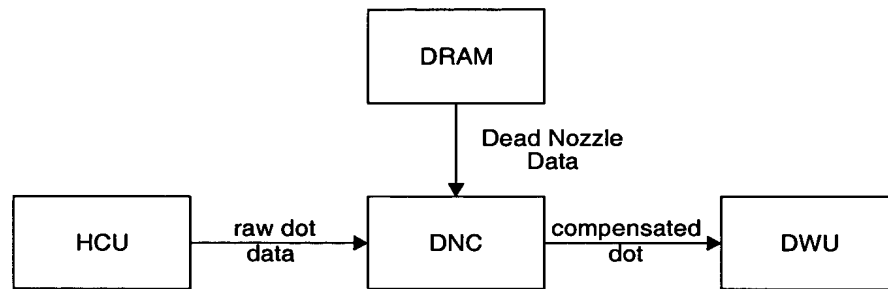 DRAM
Dead Nozzle
Data
HCU
raw dot
data
DNC
compensated
dot
DWU